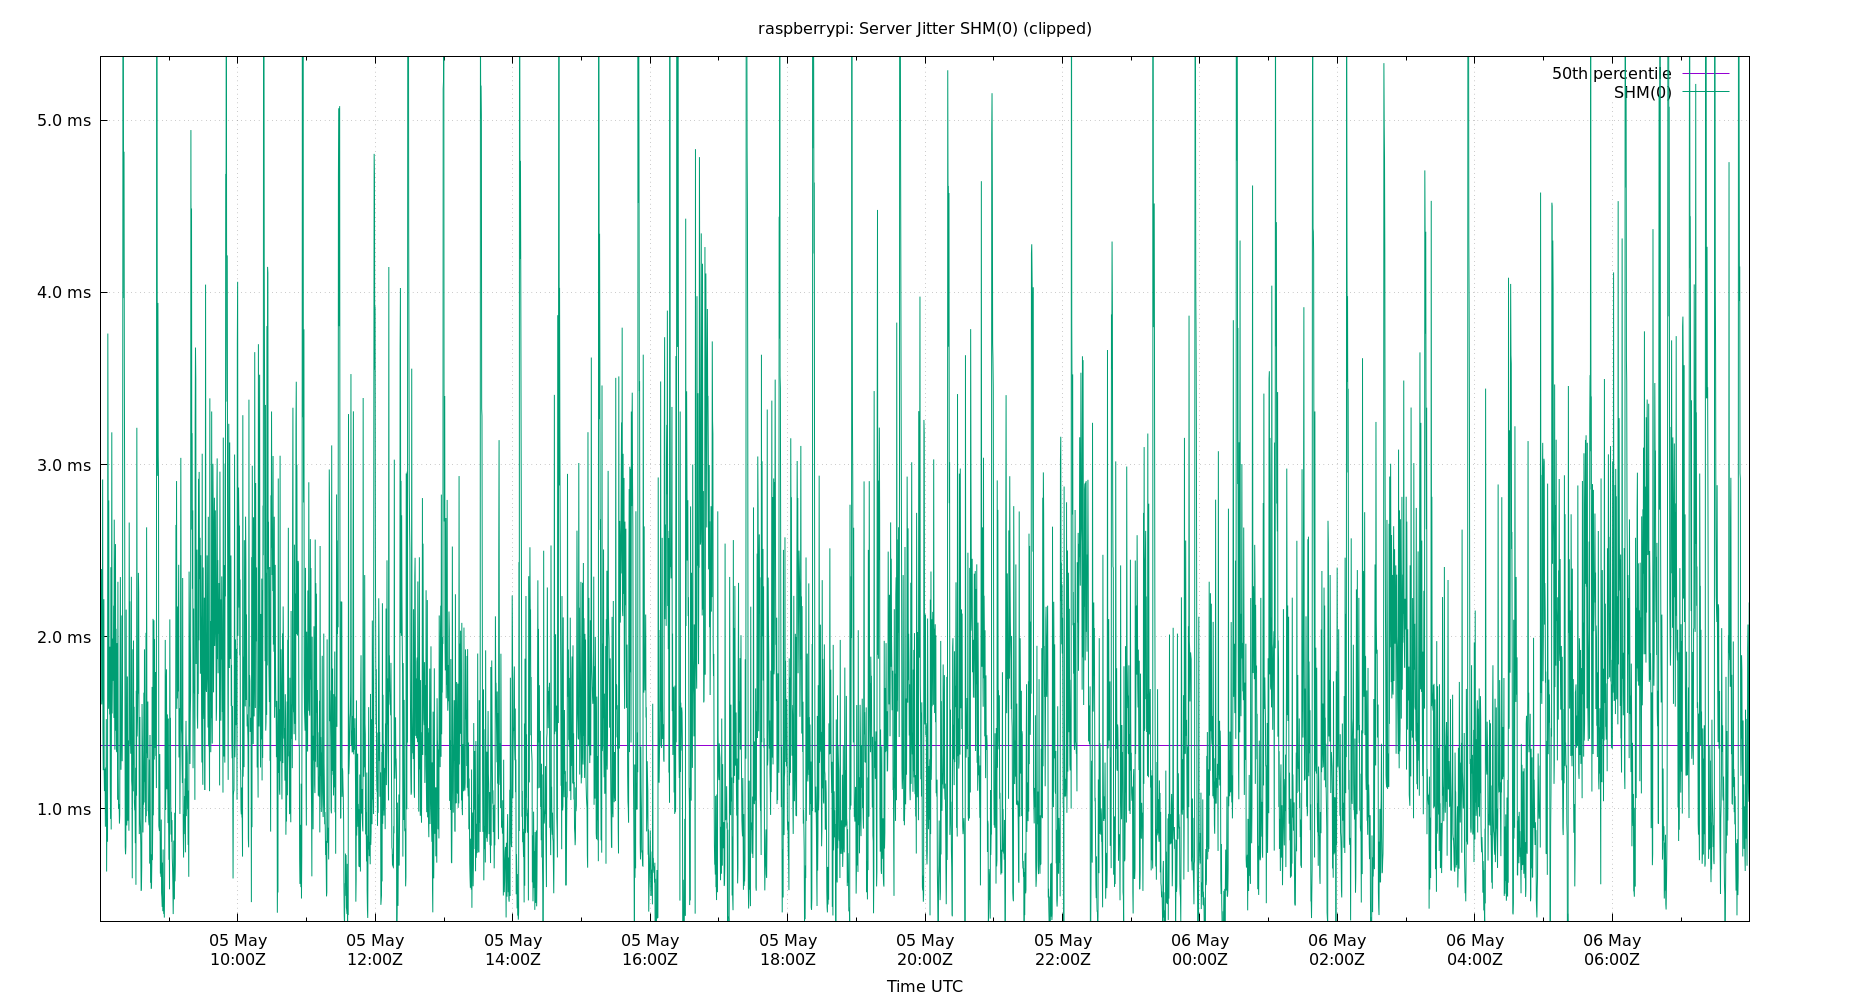 raspberrypi: Server Jitter SHM(0) (clipped)
50th percentile
SHM(0)
5.0 ms
4.0 ms
3.0 ms
2.0 ms
1.0 ms
05 May 05 May 05 May 05 May 05 May 05 May 05 May 06 May 06 May 06 May 06 May
10:00Z 12:00Z 14:00Z 16:00Z 18:00Z 20:00Z 22:00Z 00:00Z 02:00Z 04:00Z 06:00Z
Time UTC